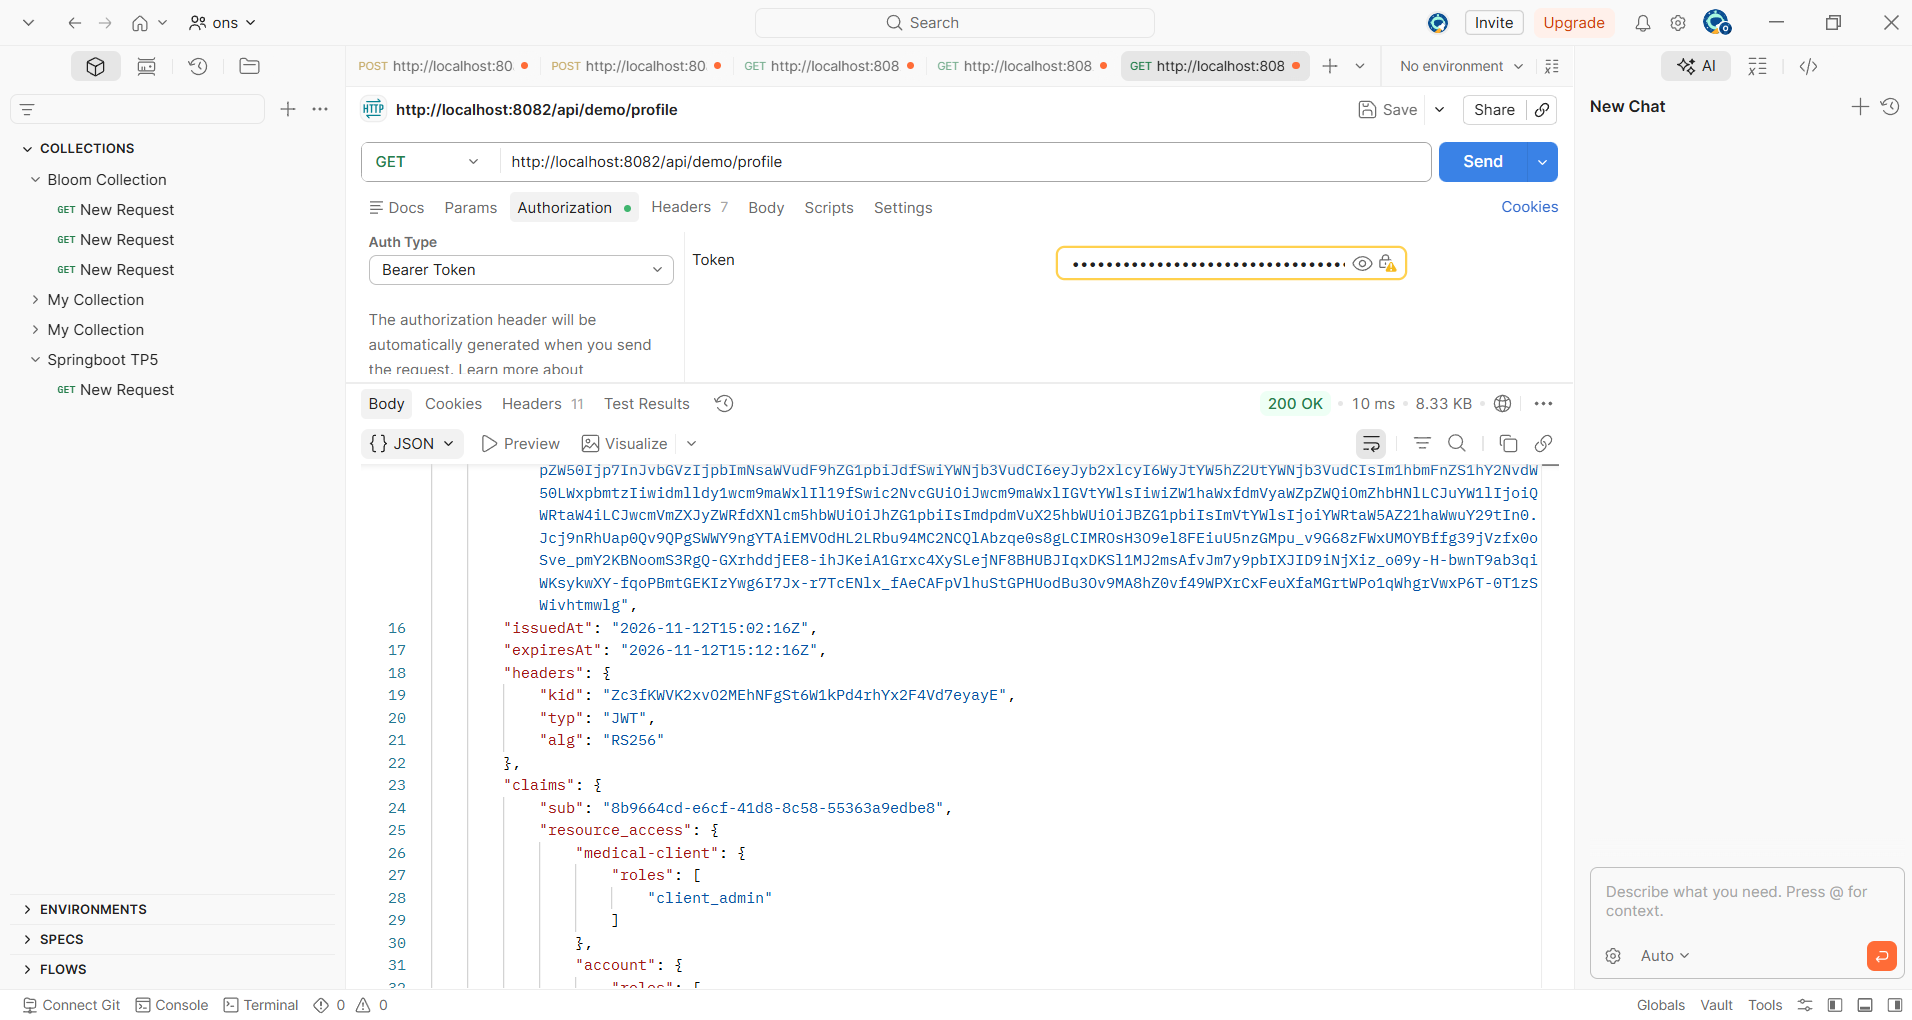 ons
Search
Invite
Upgrade
POST http://localhost:80
POST http://localhost:80
GET http://localhost:808
GET http://localhost:808
GET http://localhost:808
No environment
AI
http://localhost:8082/api/demo/profile
Save
Share
New Chat
COLLECTIONS
Bloom Collection
GET New Request
GET New Request
GET New Request
My Collection
My Collection
Springboot TP5
GET New Request
GET
http://localhost:8082/api/demo/profile
Send
Docs
Params
Authorization
Headers 7
Body
Scripts
Settings
Cookies
Auth Type
Bearer Token
Token
The authorization header will be
automatically generated when you send
the request. Learn more about
Body
Cookies
Headers 11
Test Results
200 OK
10 ms
8.33 KB
{ } JSON
Preview
Visualize
16 "issuedAt": "2026-11-12T15:02:16Z",
17 "expiresAt": "2026-11-12T15:12:16Z",
18 "headers": {
19 "kid": "Zc3fKWVK2xvO2MEhNFgSt6W1kPd4rhYx2F4Vd7eyayE",
20 "typ": "JWT",
21 "alg": "RS256"
22 },
23 "claims": {
24 "sub": "8b9664cd-e6cf-41d8-8c58-55363a9edbe8",
25 "resource_access": {
26 "medical-client": {
27 "roles": [
28 "client_admin"
29 ]
30 },
31 "account": {
32 "roles": [
ENVIRONMENTS
SPECS
FLOWS
Describe what you need. Press @ for
context.
Auto
Connect Git
Console
Terminal
0
0
Globals
Vault
Tools